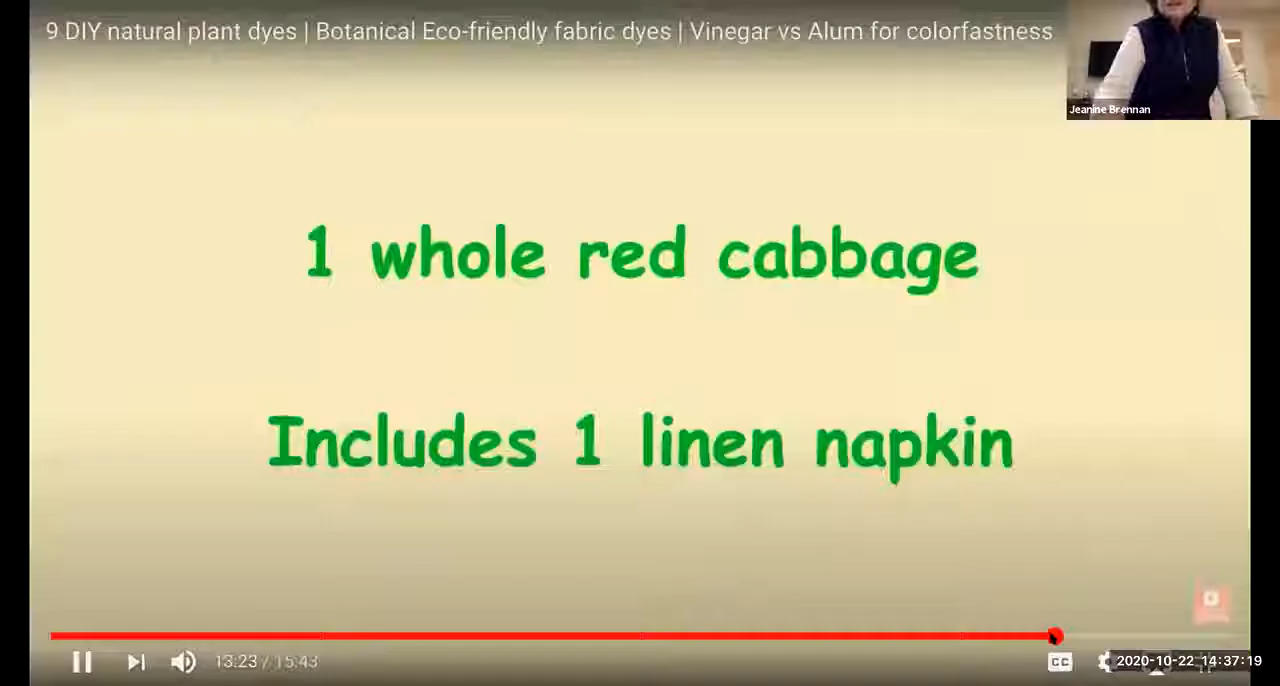 9 DIY natural plant dyes | Botanical Eco-friendly fabric dyes | Vinegar vs Alum for colorfastness
Jeanine Brennan
1 whole red cabbage
Includes 1 linen napkin
13:23 / 15:43
CC
2020-10-22 14:37:19